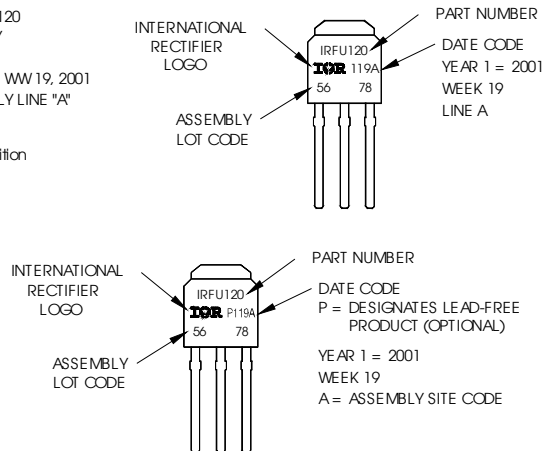 120
WW 19, 2001
LY LINE "A"
ition
INTERNATIONAL
RECTIFIER
LOGO
ASSEMBLY
LOT CODE
IRFU120
IOR 119A
56 78
PART NUMBER
DATE CODE
YEAR 1 = 2001
WEEK 19
LINE A
INTERNATIONAL
RECTIFIER
LOGO
ASSEMBLY
LOT CODE
IRFU120
IOR P119A
56 78
PART NUMBER
DATE CODE
P = DESIGNATES LEAD-FREE
PRODUCT (OPTIONAL)
YEAR 1 = 2001
WEEK 19
A = ASSEMBLY SITE CODE